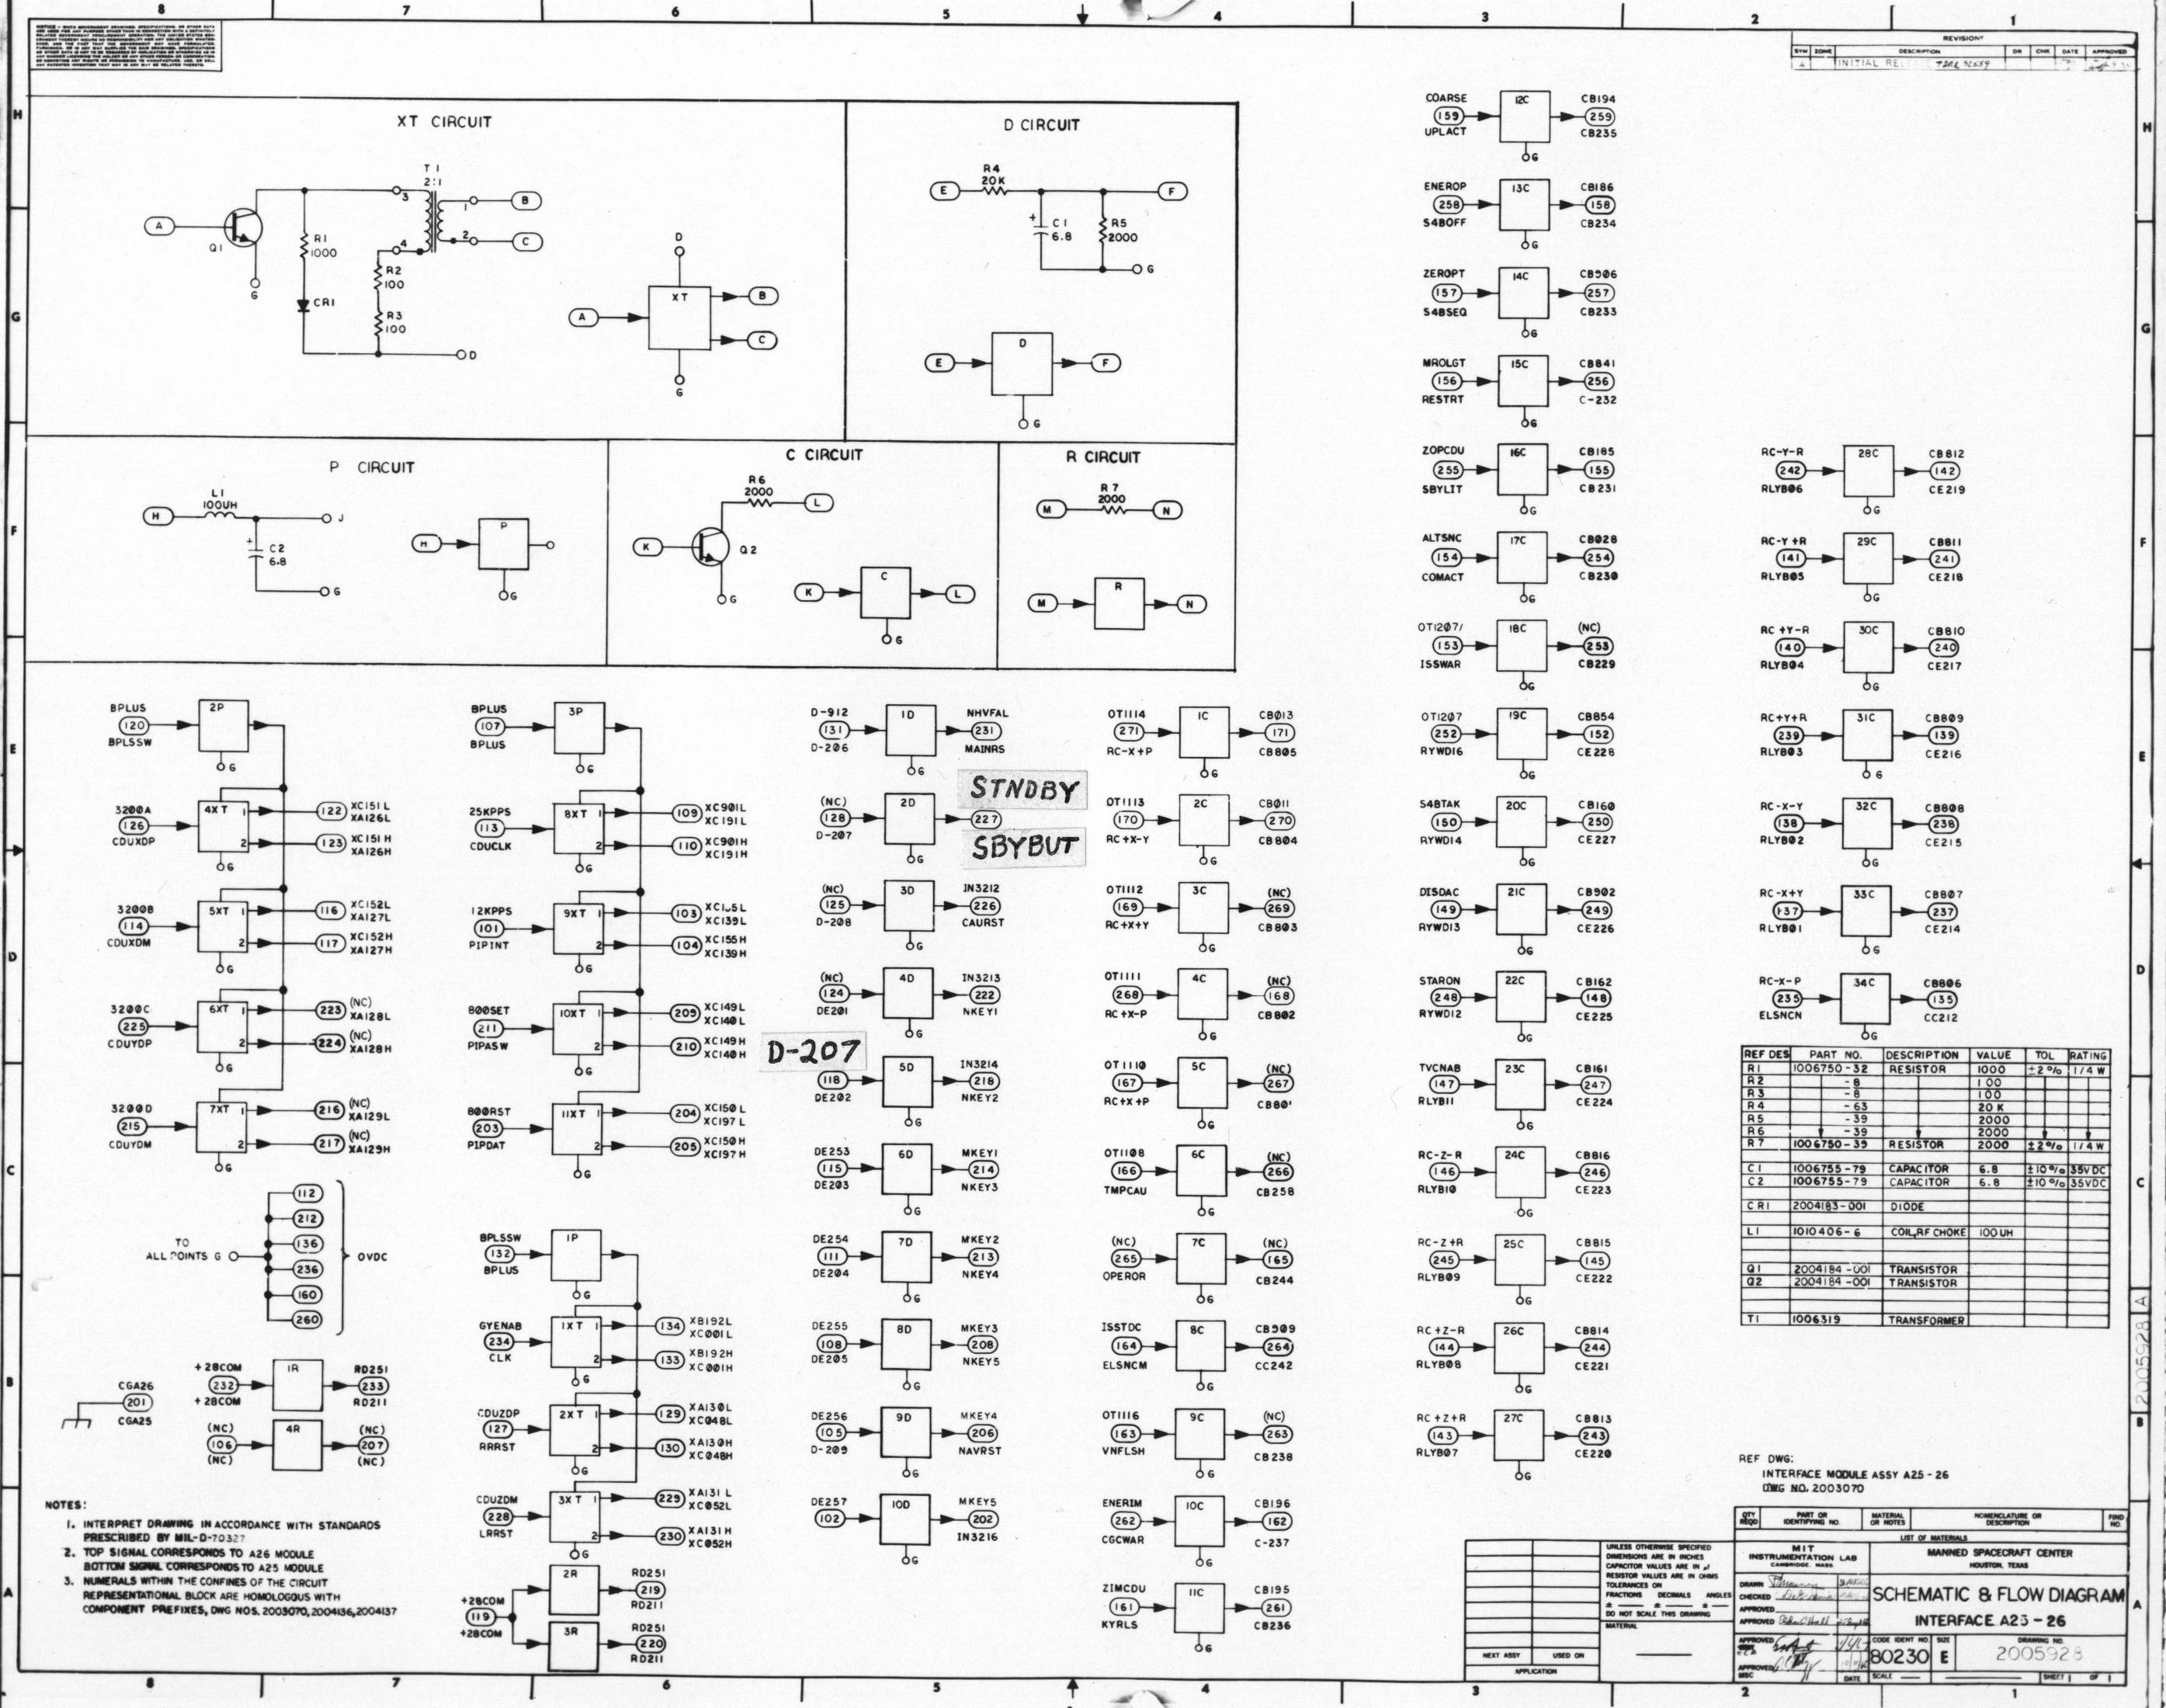 8 7 6 5 4 3 2 1
REVISIONS
SYM ZONE DESCRIPTION DR CHK DATE APPROVED
A INITIAL
H
G
F
E
D
C
B
A
XT CIRCUIT
T1
2:1
3
4
1
2
A
B
C
Q1
R1
1000
R2
100
R3
100
CR1
G
D
D
XT
A
B
C
G
D CIRCUIT
E
R4
20K
F
+
C1
6.8
R5
2000
G
E
D
F
G
P CIRCUIT
L1
100UH
H
J
+
C2
6.8
G
H
P
G
C CIRCUIT
R6
2000
L
K
Q2
G
K
C
L
G
R CIRCUIT
R7
2000
M
N
M
R
N
BPLUS
120
BPLSSW
2P
G
3200A
126
CDUXDP
4XT 1
2
G
122 XC151L
XA126L
123 XC151H
XA126H
3200B
114
CDUXDM
5XT 1
2
G
116 XC152L
XA127L
117 XC152H
XA127H
3200C
225
CDUYDP
6XT 1
2
G
223 (NC)
XA128L
224 (NC)
XA128H
3200D
215
CDUYDM
7XT 1
2
G
216 (NC)
XA129L
217 (NC)
XA129H
TO
ALL POINTS G
112
212
136
236
160
260
0VDC
CGA26
201
CGA25
+28COM
232
+28COM
1R
RD251
233
RD211
(NC)
106
(NC)
4R
(NC)
207
(NC)
BPLUS
107
BPLUS
3P
G
25KPPS
113
CDUCLK
8XT 1
2
G
109 XC901L
XC191L
110 XC901H
XC191H
12KPPS
101
PIPINT
9XT 1
2
G
103
XC139L
104 XC155H
XC139H
800SET
211
PIPASW
10XT 1
2
G
209 XC149L
XC140L
210 XC149H
XC140H
800RST
203
PIPDAT
11XT 1
2
G
204 XC150L
XC197L
205 XC150H
XC197H
BPLSSW
132
BPLUS
1P
G
GYENAB
234
CLK
1XT 1
2
G
134 XB192L
XC001L
133 XB192H
XC001H
CDUZDP
127
RRRST
2XT 1
2
G
129 XA130L
XC048L
130 XA130H
XC048H
CDUZDM
228
LRRST
3XT 1
2
G
229 XA131L
XC052L
230 XA131H
XC052H
+28COM
119
+28COM
2R
RD251
219
RD211
3R
RD251
220
RD211
D-912
131
D-206
1D
G
NHVFAL
231
MAINRS
(NC)
128
D-207
2D
G
STNDBY
227
SBYBUT
(NC)
125
D-208
3D
G
IN3212
226
CAURST
(NC)
124
DE201
4D
G
IN3213
222
NKEY1
D-207
118
DE202
5D
G
IN3214
218
NKEY2
DE253
115
DE203
6D
G
MKEY1
214
NKEY3
DE254
111
DE204
7D
G
MKEY2
213
NKEY4
DE255
108
DE205
8D
G
MKEY3
208
NKEY5
DE256
105
D-209
9D
G
MKEY4
206
NAVRST
DE257
102
10D
G
MKEY5
202
IN3216
OT1114
271
RC-X+P
1C
G
CB013
171
CB805
OT1113
170
RC+X-Y
2C
G
CB011
270
CB804
OT1112
169
RC+X+Y
3C
G
(NC)
269
CB803
OT1111
268
RC+X-P
4C
G
(NC)
168
CB802
OT1110
167
RC+X+P
5C
G
(NC)
267
OT1108
166
TMPCAU
6C
G
(NC)
266
CB258
(NC)
265
OPEROR
7C
G
(NC)
165
CB244
ISSTDC
164
ELSNCM
8C
G
CB909
264
CC242
OT1116
163
VNFLSH
9C
G
(NC)
263
CB238
ENERIM
262
CGCWAR
10C
G
CB196
162
C-237
ZIMCDU
161
KYRLS
11C
G
CB195
261
CB236
COARSE
159
UPLACT
12C
G
CB194
259
CB235
ENEROP
258
S4BOFF
13C
G
CB186
158
CB234
ZEROPT
157
S4BSEQ
14C
G
CB906
257
CB233
MROLGT
156
RESTRT
15C
G
CB841
256
C-232
ZOPCDU
255
SBYLIT
16C
G
CB185
155
CB231
ALTSNC
154
COMACT
17C
G
CB028
254
CB230
OT1207/
153
ISSWAR
18C
G
(NC)
253
CB229
OT1207
252
RYWD16
19C
G
CB854
152
CE228
S4BTAK
150
RYWD14
20C
G
CB160
250
CE227
DISDAC
149
RYWD13
21C
G
CB902
249
CE226
STARON
248
RYWD12
22C
G
CB162
148
CE225
TVCNAB
147
RLYB11
23C
G
CB161
247
CE224
RC-Z-R
146
RLYB10
24C
G
CB816
246
CE223
RC-Z+R
245
RLYB09
25C
G
CB815
145
CE222
RC+Z-R
144
RLYB08
26C
G
CB814
244
CE221
RC+Z+R
143
RLYB07
27C
G
CB813
243
CE220
RC-Y-R
242
RLYB06
28C
G
CB812
142
CE219
RC-Y+R
141
RLYB05
29C
G
CB811
241
CE218
RC+Y-R
140
RLYB04
30C
G
CB810
240
CE217
RC+Y+R
239
RLYB03
31C
G
CB809
139
CE216
RC-X-Y
138
RLYB02
32C
G
CB808
238
CE215
RC-X+Y
137
RLYB01
33C
G
CB807
237
CE214
RC-X-P
235
ELSNCN
34C
G
CB806
135
CC212
REF DES PART NO. DESCRIPTION VALUE TOL RATING
R1 1006750-32 RESISTOR 1000 ±2% 1/4W
R2 -8 100
R3 -8 100
R4 -63 20K
R5 -39 2000
R6 -39 2000
R7 1006750-39 RESISTOR 2000 ±2% 1/4W
C1 1006755-79 CAPACITOR 6.8 ±10% 35VDC
C2 1006755-79 CAPACITOR 6.8 ±10% 35VDC
CR1 2004183-001 DIODE
L1 1010406-6 COIL,RF CHOKE 100UH
Q1 2004184-001 TRANSISTOR
Q2 2004184-001 TRANSISTOR
T1 1006319 TRANSFORMER
2005928 A
NOTES:
1. INTERPRET DRAWING IN ACCORDANCE WITH STANDARDS
PRESCRIBED BY MIL-D-70327
2. TOP SIGNAL CORRESPONDS TO A26 MODULE
BOTTOM SIGNAL CORRESPONDS TO A25 MODULE
3. NUMERALS WITHIN THE CONFINES OF THE CIRCUIT
REPRESENTATIONAL BLOCK ARE HOMOLOGUS WITH
COMPONENT PREFIXES, DWG NOS. 2003070, 2004136, 2004137
REF DWG:
INTERFACE MODULE ASSY A25-26
DWG NO. 2003070
QTY REQD PART OR IDENTIFYING NO. MATERIAL OR NOTES NOMENCLATURE OR DESCRIPTION FIND NO.
LIST OF MATERIALS
UNLESS OTHERWISE SPECIFIED
DIMENSIONS ARE IN INCHES
CAPACITOR VALUES ARE IN µf
RESISTOR VALUES ARE IN OHMS
TOLERANCES ON
FRACTIONS DECIMALS ANGLES
± ± ±
DO NOT SCALE THIS DRAWING
MATERIAL
NEXT ASSY USED ON
APPLICATION
MIT
INSTRUMENTATION LAB
CAMBRIDGE, MASS
DRAWN
CHECKED
APPROVED
APPROVED
APPROVED
APPROVED
MSC DATE
MANNED SPACECRAFT CENTER
HOUSTON, TEXAS
SCHEMATIC & FLOW DIAGRAM
INTERFACE A25-26
CODE IDENT NO. SIZE DRAWING NO.
80230 E 2005928
SCALE SHEET 1 OF 1
8 7 6 5 4 3 2 1